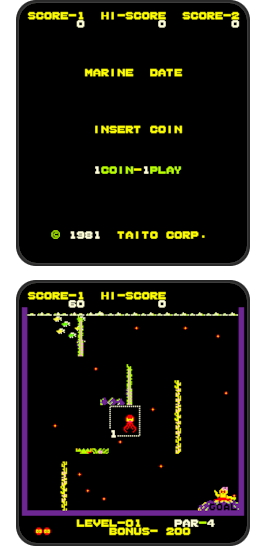 SCORE-1 HI-SCORE SCORE-2
0 0 0
MARINE DATE
INSERT COIN
1COIN-1PLAY
© 1981 TAITO CORP.
SCORE-1 HI-SCORE
60 0
1
GOAL
LEVEL-01 PAR-4
BONUS- 200